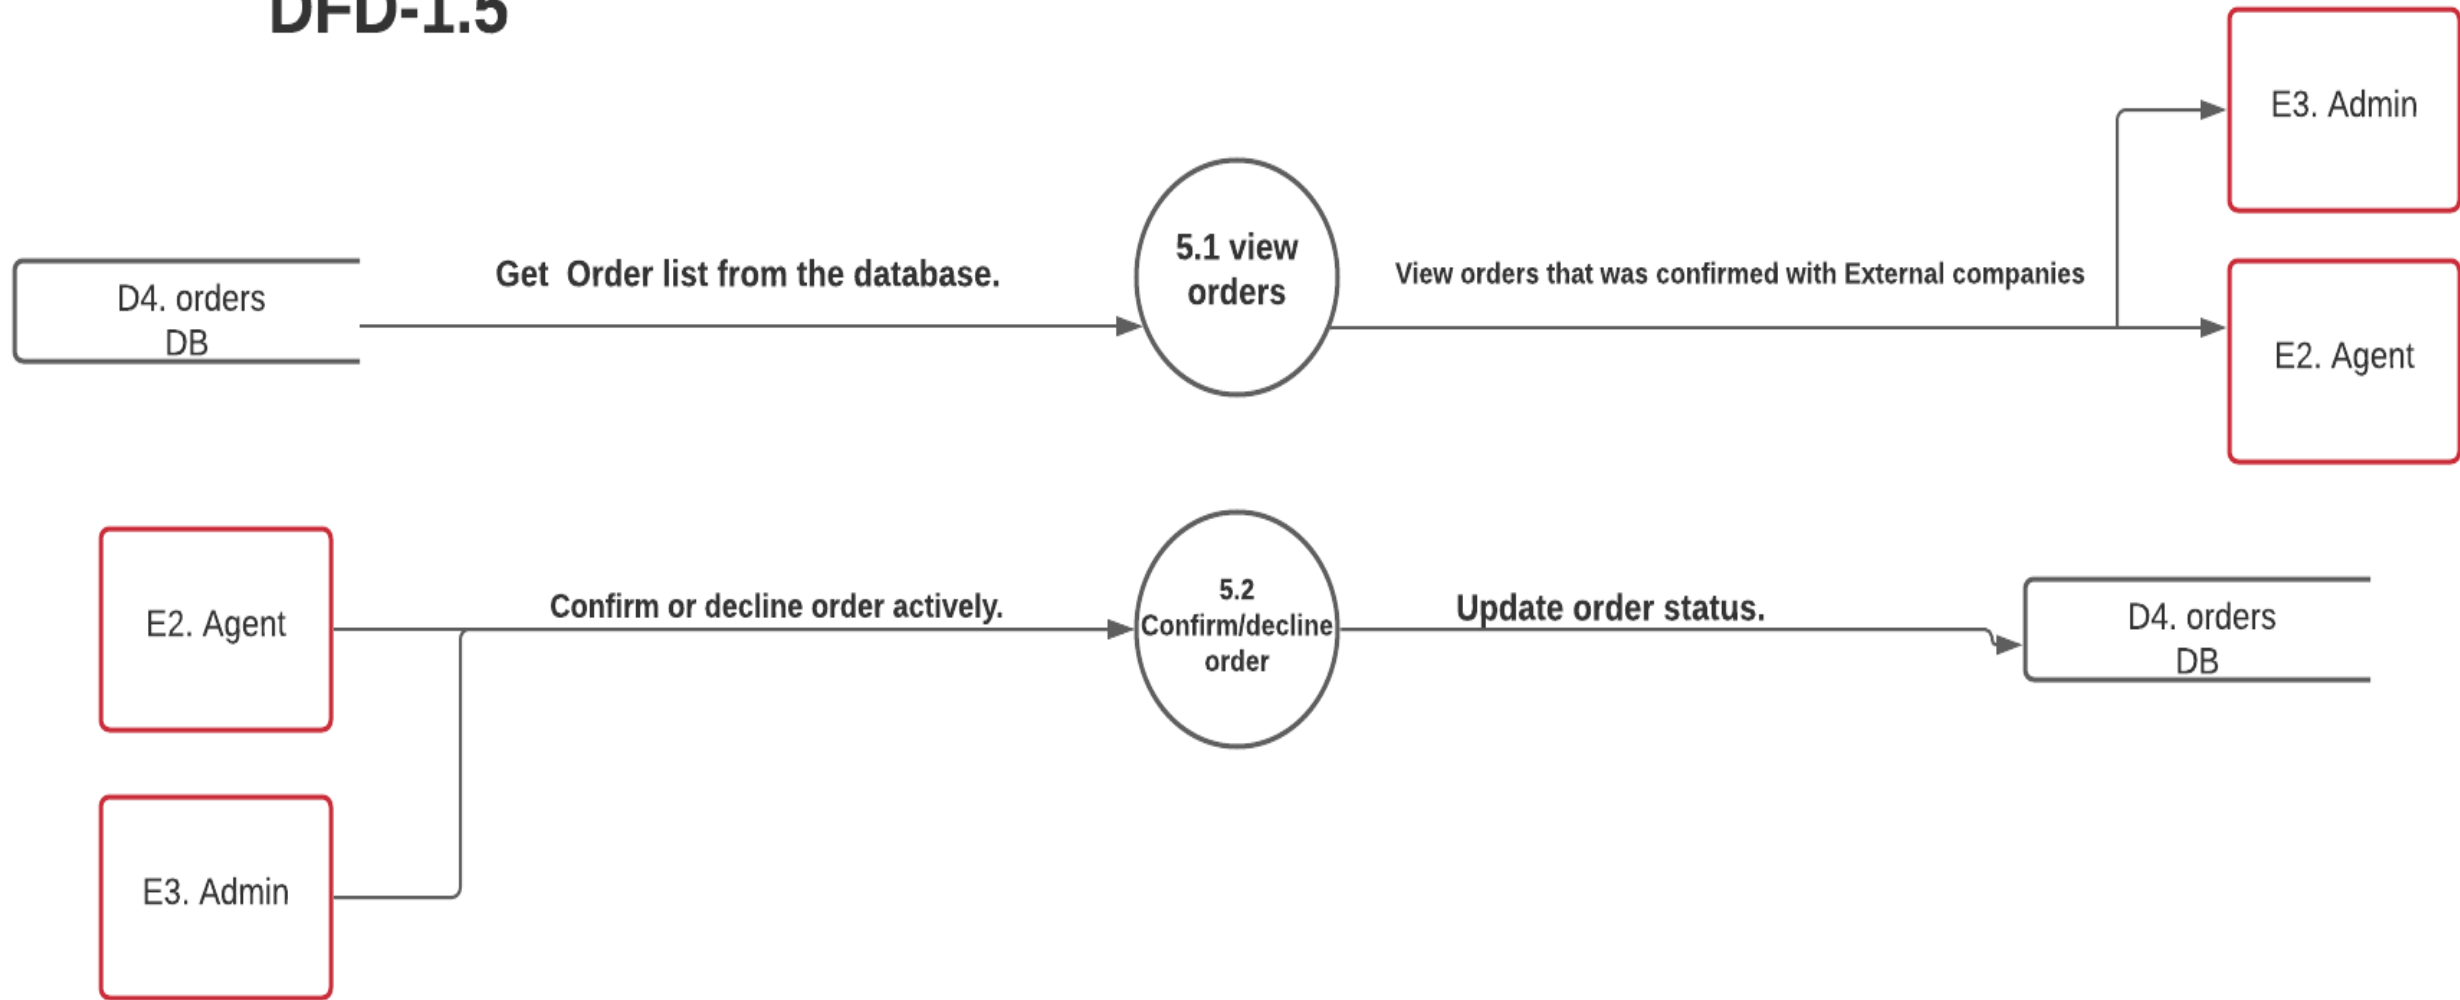 DFD-1.5
E3. Admin
5.1 view
orders
Get  Order list from the database.
View orders that was confirmed with External companies
D4. orders
DB
E2. Agent
5.2
Confirm/decline
order
Confirm or decline order actively.
Update order status.
E2. Agent
D4. orders
DB
E3. Admin